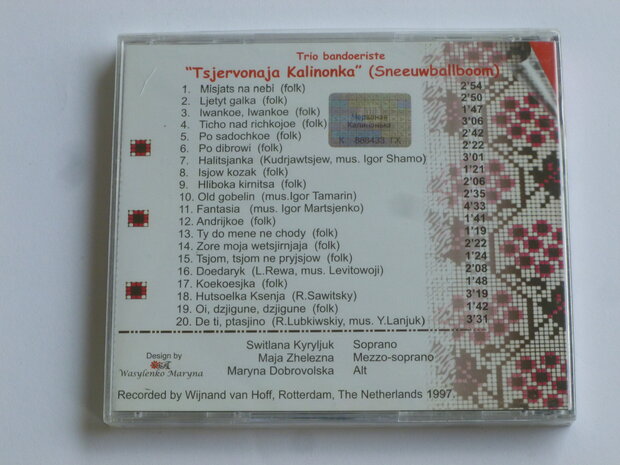 Trio bandoeriste
"Tsjervonaja Kalinonka" (Sneeuwballboom)
1. Misjats na nebi (folk) 2'54
2. Ljetyt galka (folk) 2'50
3. Iwankoe, Iwankoe (folk) 1'47
4. Ticho nad richkojoe (folk) 3'06
5. Po sadochkoe (folk) 2'42
6. Po dibrowi (folk) 2'22
7. Halitsjanka (Kudrjawtsjew, mus. Igor Shamo) 3'01
8. Isjow kozak (folk) 1'21
9. Hliboka kirnitsa (folk) 2'06
10. Old gobelin (mus.Igor Tamarin) 2'35
11. Fantasia (mus. Igor Martsjenko) 4'33
12. Andrijkoe (folk) 1'41
13. Ty do mene ne chody (folk) 1'19
14. Zore moja wetsjirnjaja (folk) 2'22
15. Tsjom, tsjom ne pryjsjow (folk) 1'24
16. Doedaryk (L.Rewa, mus. Levitowoji) 2'08
17. Koekoesjka (folk) 1'48
18. Hutsoelka Ksenja (R.Sawitsky) 3'19
19. Oi, dzjigune, dzjigune (folk) 1'42
20. De ti, ptasjino (R.Lubkiwskiy, mus. Y.Lanjuk) 3'31
Switlana Kyryljuk Soprano
Maja Zhelezna Mezzo-soprano
Maryna Dobrovolska Alt
Design by
Wasylenko Maryna
Recorded by Wijnand van Hoff, Rotterdam, The Netherlands 1997.